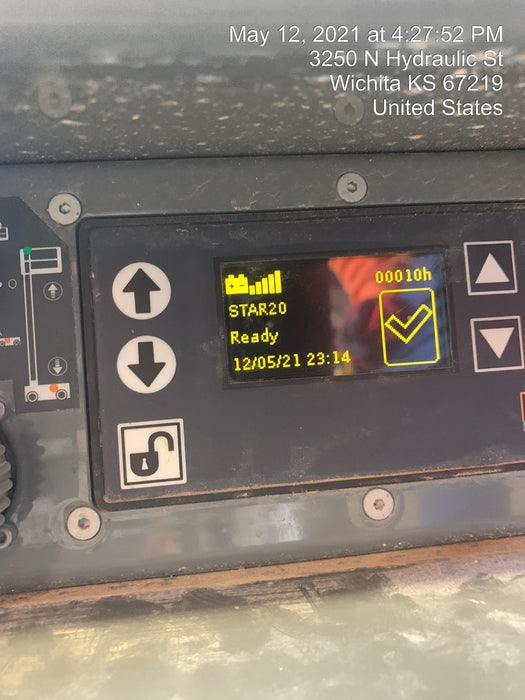 May 12, 2021 at 4:27:52 PM
3250 N Hydraulic St
Wichita KS 67219
United States
00010h
STAR20
Ready
12/05/21 23:14